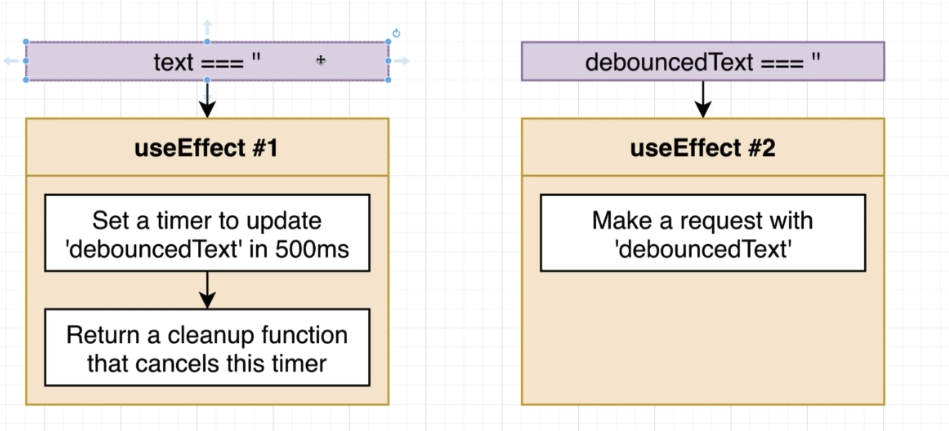 text === ''
useEffect #1
Set a timer to update
'debouncedText' in 500ms
Return a cleanup function
that cancels this timer
debouncedText === ''
useEffect #2
Make a request with
'debouncedText'